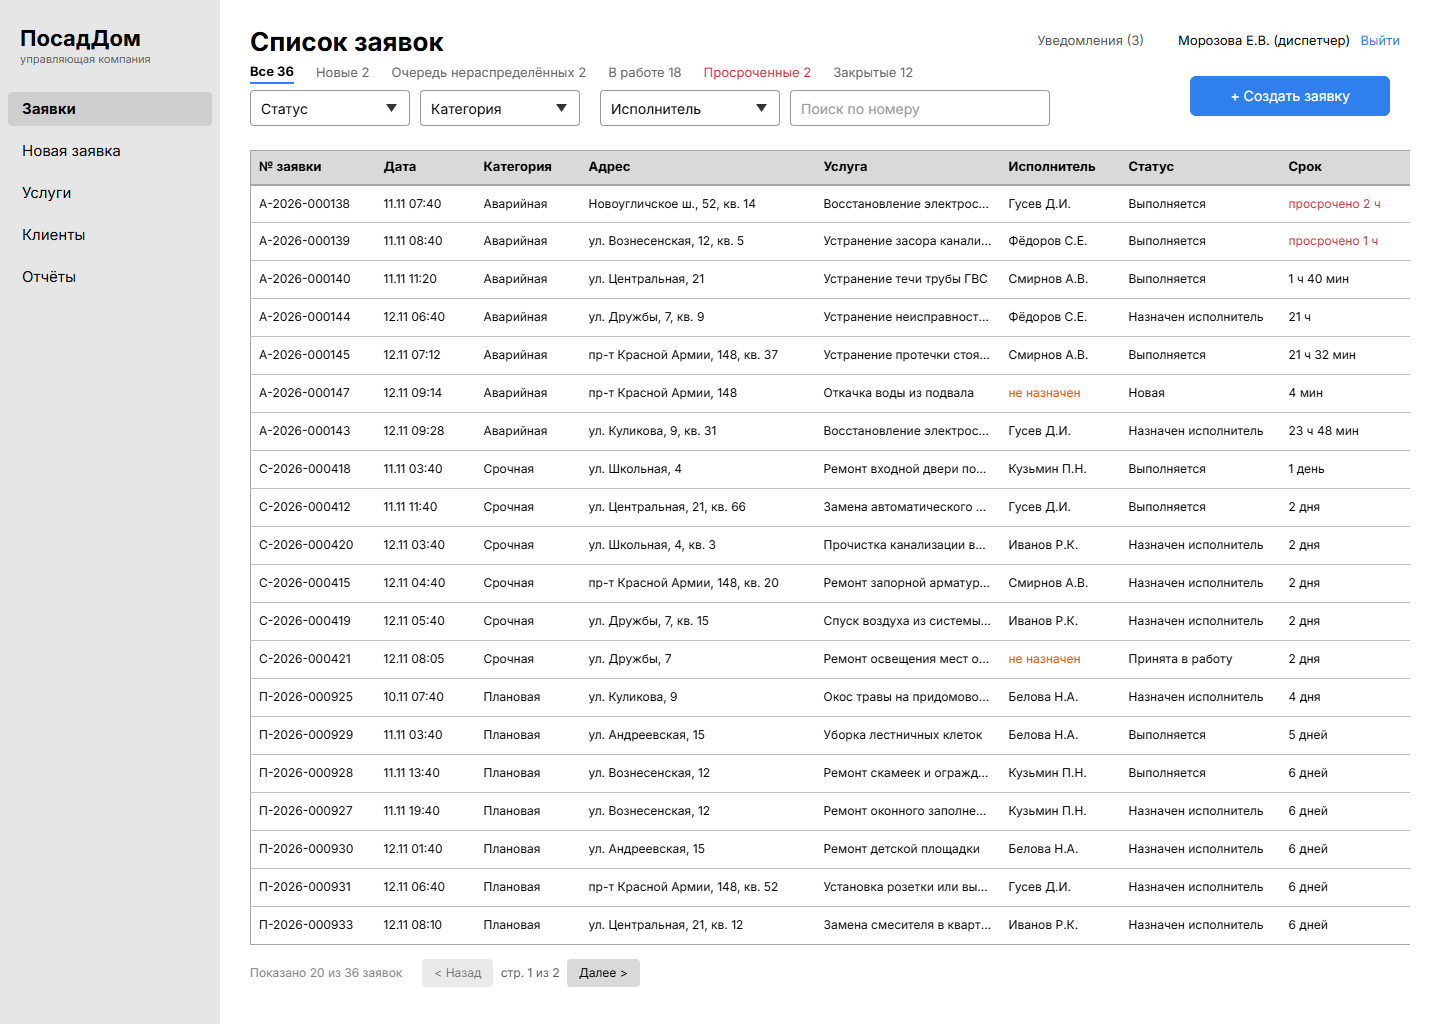 ПосадДом
управляющая компания
Заявки
Новая заявка
Услуги
Клиенты
Отчёты
Список заявок
Уведомления (3) Морозова Е.В. (диспетчер) Выйти
Все 36 Новые 2 Очередь нераспределённых 2 В работе 18 Просроченные 2 Закрытые 12
+ Создать заявку
Статус Категория Исполнитель Поиск по номеру
№ заявки Дата Категория Адрес Услуга Исполнитель Статус Срок
А-2026-000138 11.11 07:40 Аварийная Новоугличское ш., 52, кв. 14 Восстановление электрос... Гусев Д.И. Выполняется просрочено 2 ч
А-2026-000139 11.11 08:40 Аварийная ул. Вознесенская, 12, кв. 5 Устранение засора канали... Фёдоров С.Е. Выполняется просрочено 1 ч
А-2026-000140 11.11 11:20 Аварийная ул. Центральная, 21 Устранение течи трубы ГВС Смирнов А.В. Выполняется 1 ч 40 мин
А-2026-000144 12.11 06:40 Аварийная ул. Дружбы, 7, кв. 9 Устранение неисправност... Фёдоров С.Е. Назначен исполнитель 21 ч
А-2026-000145 12.11 07:12 Аварийная пр-т Красной Армии, 148, кв. 37 Устранение протечки стоя... Смирнов А.В. Выполняется 21 ч 32 мин
А-2026-000147 12.11 09:14 Аварийная пр-т Красной Армии, 148 Откачка воды из подвала не назначен Новая 4 мин
А-2026-000143 12.11 09:28 Аварийная ул. Куликова, 9, кв. 31 Восстановление электрос... Гусев Д.И. Назначен исполнитель 23 ч 48 мин
С-2026-000418 11.11 03:40 Срочная ул. Школьная, 4 Ремонт входной двери по... Кузьмин П.Н. Выполняется 1 день
С-2026-000412 11.11 11:40 Срочная ул. Центральная, 21, кв. 66 Замена автоматического ... Гусев Д.И. Выполняется 2 дня
С-2026-000420 12.11 03:40 Срочная ул. Школьная, 4, кв. 3 Прочистка канализации в... Иванов Р.К. Назначен исполнитель 2 дня
С-2026-000415 12.11 04:40 Срочная пр-т Красной Армии, 148, кв. 20 Ремонт запорной арматур... Смирнов А.В. Назначен исполнитель 2 дня
С-2026-000419 12.11 05:40 Срочная ул. Дружбы, 7, кв. 15 Спуск воздуха из системы... Иванов Р.К. Назначен исполнитель 2 дня
С-2026-000421 12.11 08:05 Срочная ул. Дружбы, 7 Ремонт освещения мест о... не назначен Принята в работу 2 дня
П-2026-000925 10.11 07:40 Плановая ул. Куликова, 9 Окос травы на придомово... Белова Н.А. Назначен исполнитель 4 дня
П-2026-000929 11.11 03:40 Плановая ул. Андреевская, 15 Уборка лестничных клеток Белова Н.А. Выполняется 5 дней
П-2026-000928 11.11 13:40 Плановая ул. Вознесенская, 12 Ремонт скамеек и огражд... Кузьмин П.Н. Выполняется 6 дней
П-2026-000927 11.11 19:40 Плановая ул. Вознесенская, 12 Ремонт оконного заполне... Кузьмин П.Н. Назначен исполнитель 6 дней
П-2026-000930 12.11 01:40 Плановая ул. Андреевская, 15 Ремонт детской площадки Белова Н.А. Назначен исполнитель 6 дней
П-2026-000931 12.11 06:40 Плановая пр-т Красной Армии, 148, кв. 52 Установка розетки или вы... Гусев Д.И. Назначен исполнитель 6 дней
П-2026-000933 12.11 08:10 Плановая ул. Центральная, 21, кв. 12 Замена смесителя в кварт... Иванов Р.К. Назначен исполнитель 6 дней
Показано 20 из 36 заявок < Назад стр. 1 из 2 Далее >